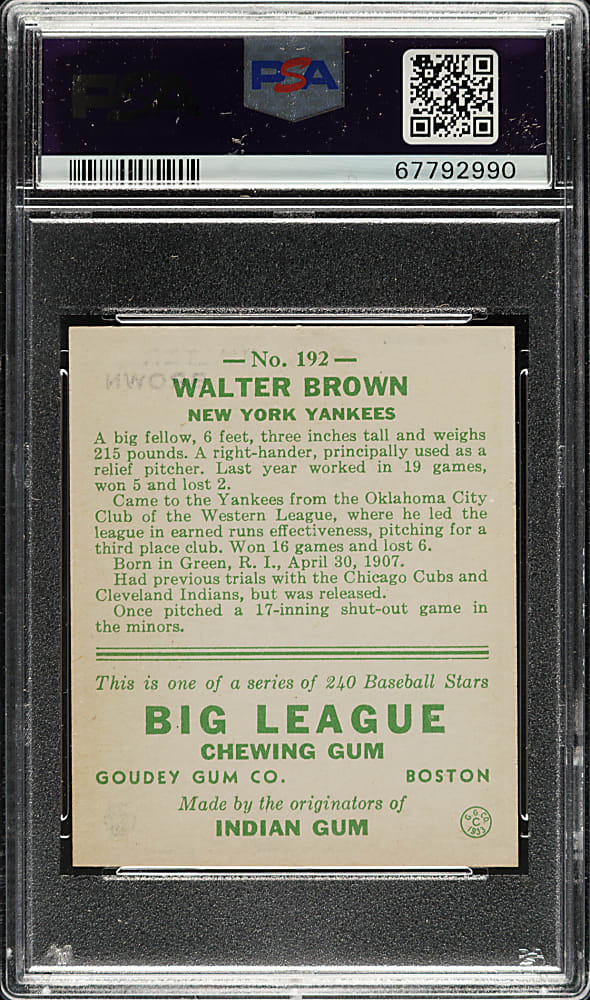 PSA
67792990
— No. 192 —
WALTER BROWN
NEW YORK YANKEES
A big fellow, 6 feet, three inches tall and weighs
215 pounds. A right-hander, principally used as a
relief pitcher. Last year worked in 19 games,
won 5 and lost 2.
Came to the Yankees from the Oklahoma City
Club of the Western League, where he led the
league in earned runs effectiveness, pitching for a
third place club. Won 16 games and lost 6.
Born in Green, R. I., April 30, 1907.
Had previous trials with the Chicago Cubs and
Cleveland Indians, but was released.
Once pitched a 17-inning shut-out game in
the minors.
This is one of a series of 240 Baseball Stars
BIG LEAGUE
CHEWING GUM
GOUDEY GUM CO. BOSTON
Made by the originators of
INDIAN GUM
G. G. CO.
C
1933